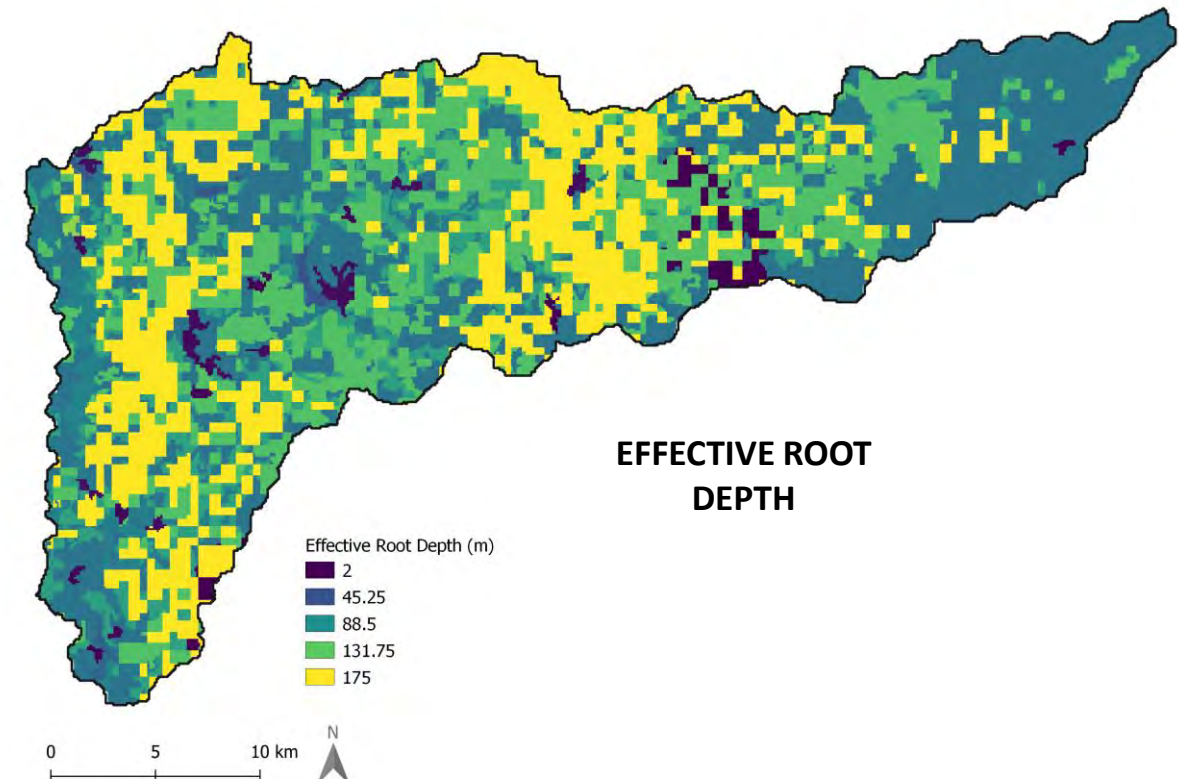 EFFECTIVE ROOT
DEPTH
Effective Root Depth (m)
2
45.25
88.5
131.75
175
N
0 5 10 km